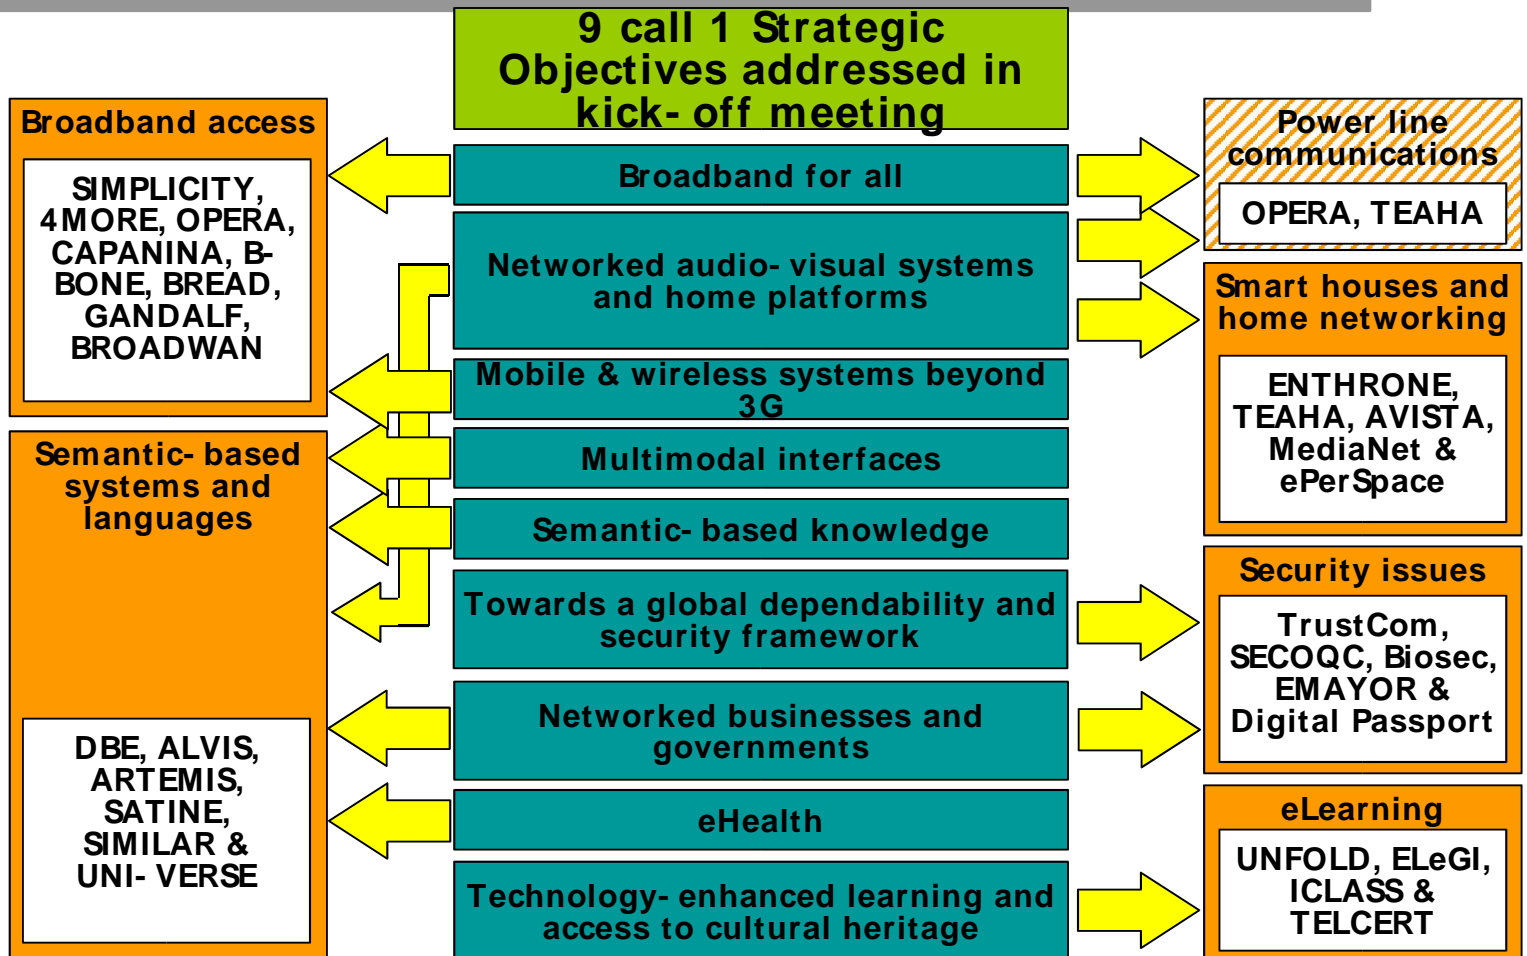 9 call 1 Strategic
Objectives addressed in
kick- off meeting
Broadband access
SIMPLICITY,
4MORE, OPERA,
CAPANINA, B-
BONE, BREAD,
GANDALF,
BROADWAN
Semantic- based
systems and
languages
DBE, ALVIS,
ARTEMIS,
SATINE,
SIMILAR &
UNI- VERSE
Broadband for all
Networked audio- visual systems
and home platforms
Mobile & wireless systems beyond
3G
Multimodal interfaces
Semantic- based knowledge
Towards a global dependability and
security framework
Networked businesses and
governments
eHealth
Technology- enhanced learning and
access to cultural heritage
Power line
communications
OPERA, TEAHA
Smart houses and
home networking
ENTHRONE,
TEAHA, AVISTA,
MediaNet &
ePerSpace
Security issues
TrustCom,
SECOQC, Biosec,
EMAYOR &
Digital Passport
eLearning
UNFOLD, ELeGI,
ICLASS &
TELCERT